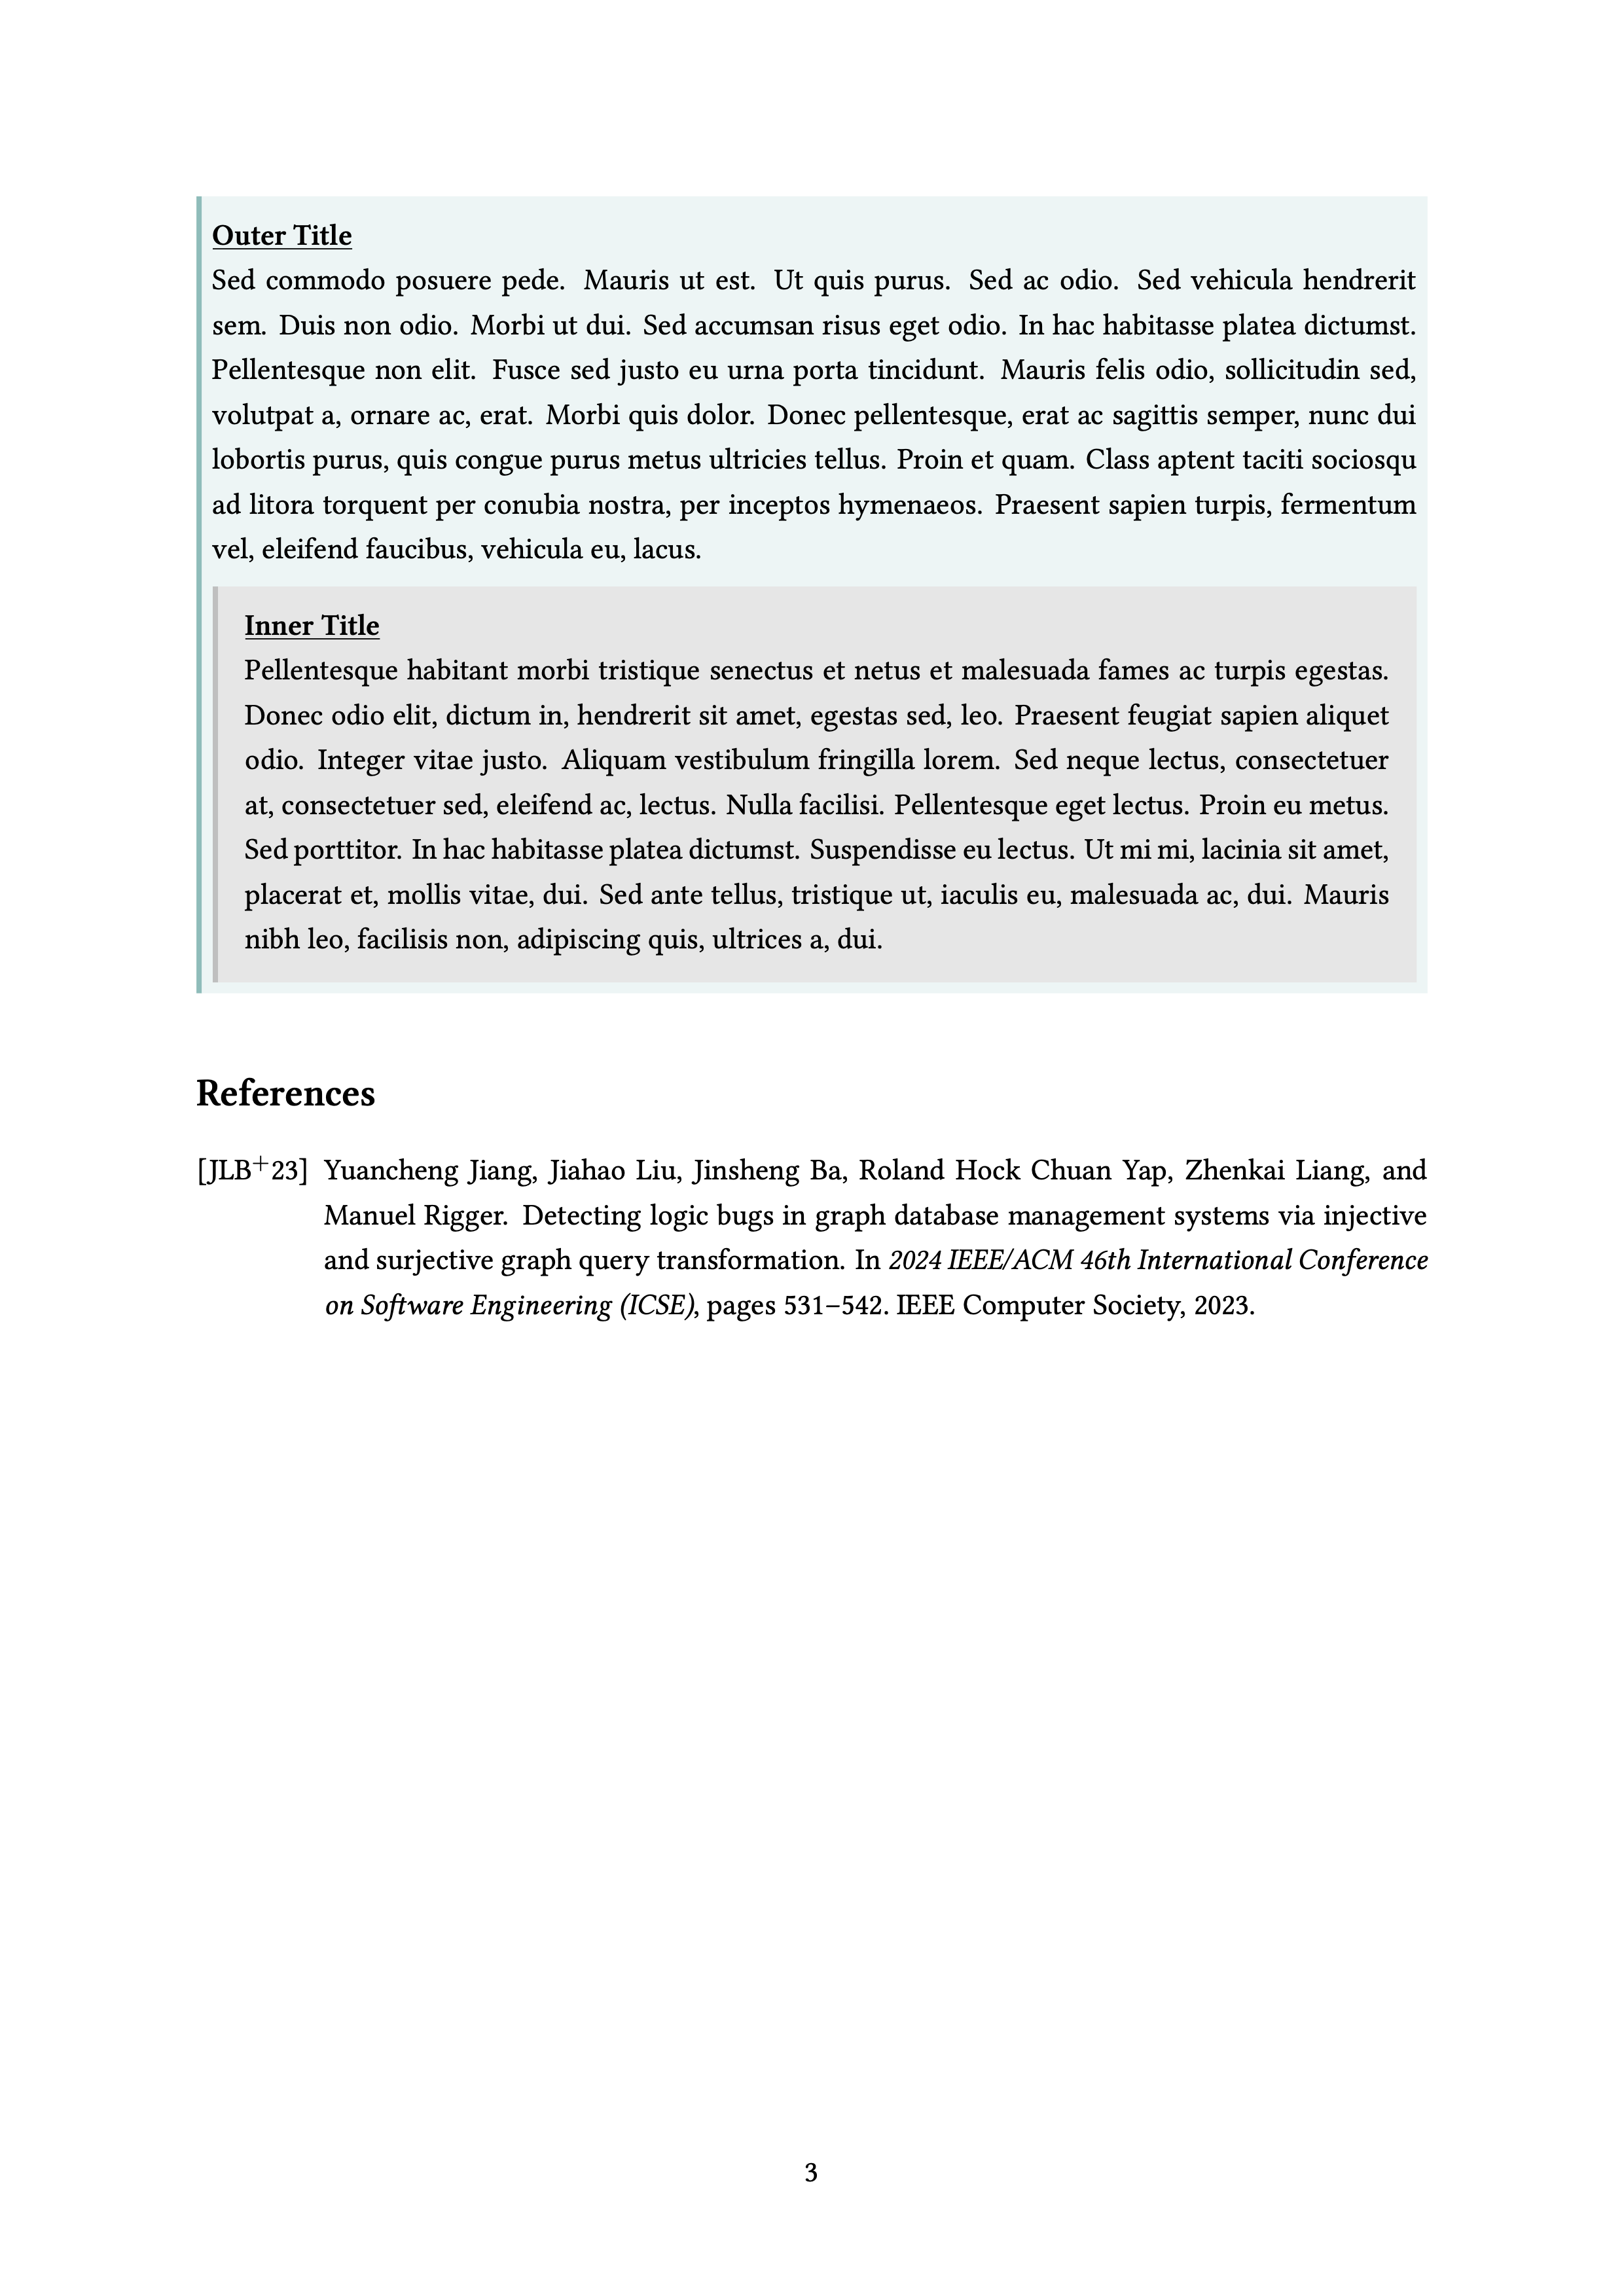 Outer Title
Sed commodo posuere pede. Mauris ut est. Ut quis purus. Sed ac odio. Sed vehicula hendrerit
sem. Duis non odio. Morbi ut dui. Sed accumsan risus eget odio. In hac habitasse platea dictumst.
Pellentesque non elit. Fusce sed justo eu urna porta tincidunt. Mauris felis odio, sollicitudin sed,
volutpat a, ornare ac, erat. Morbi quis dolor. Donec pellentesque, erat ac sagittis semper, nunc dui
lobortis purus, quis congue purus metus ultricies tellus. Proin et quam. Class aptent taciti sociosqu
ad litora torquent per conubia nostra, per inceptos hymenaeos. Praesent sapien turpis, fermentum
vel, eleifend faucibus, vehicula eu, lacus.
Inner Title
Pellentesque habitant morbi tristique senectus et netus et malesuada fames ac turpis egestas.
Donec odio elit, dictum in, hendrerit sit amet, egestas sed, leo. Praesent feugiat sapien aliquet
odio. Integer vitae justo. Aliquam vestibulum fringilla lorem. Sed neque lectus, consectetuer
at, consectetuer sed, eleifend ac, lectus. Nulla facilisi. Pellentesque eget lectus. Proin eu metus.
Sed porttitor. In hac habitasse platea dictumst. Suspendisse eu lectus. Ut mi mi, lacinia sit amet,
placerat et, mollis vitae, dui. Sed ante tellus, tristique ut, iaculis eu, malesuada ac, dui. Mauris
nibh leo, facilisis non, adipiscing quis, ultrices a, dui.
References
[JLB+23] Yuancheng Jiang, Jiahao Liu, Jinsheng Ba, Roland Hock Chuan Yap, Zhenkai Liang, and
Manuel Rigger. Detecting logic bugs in graph database management systems via injective
and surjective graph query transformation. In 2024 IEEE/ACM 46th International Conference
on Software Engineering (ICSE), pages 531–542. IEEE Computer Society, 2023.
3